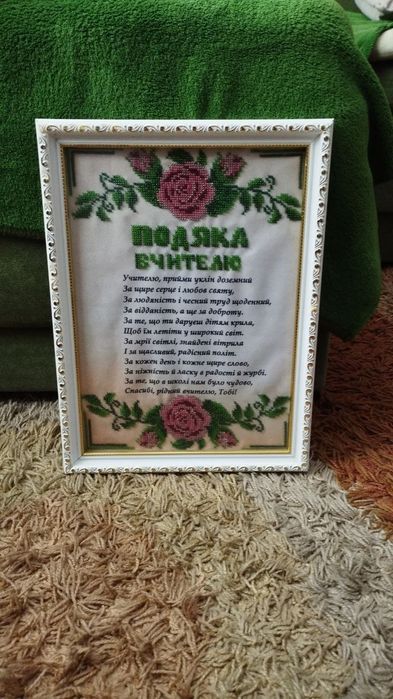 ПОДЯКА
ВЧИТЕЛЮ
Учителю, прийми уклін доземний
За щире серце і любов святу,
За людяність і чесний труд щоденний,
За відданість, а ще за доброту.
За те, що ти даруєш дітям крила,
Щоб їм летіти у широкий світ.
За мрії світлі, знайдені вітрила
І за щасливий, радісний політ.
За кожен день і кожне щире слово,
За ніжність й ласку в радості й журбі.
За те, що в школі нам було чудово,
Спасибі, рідний вчителю, Тобі!